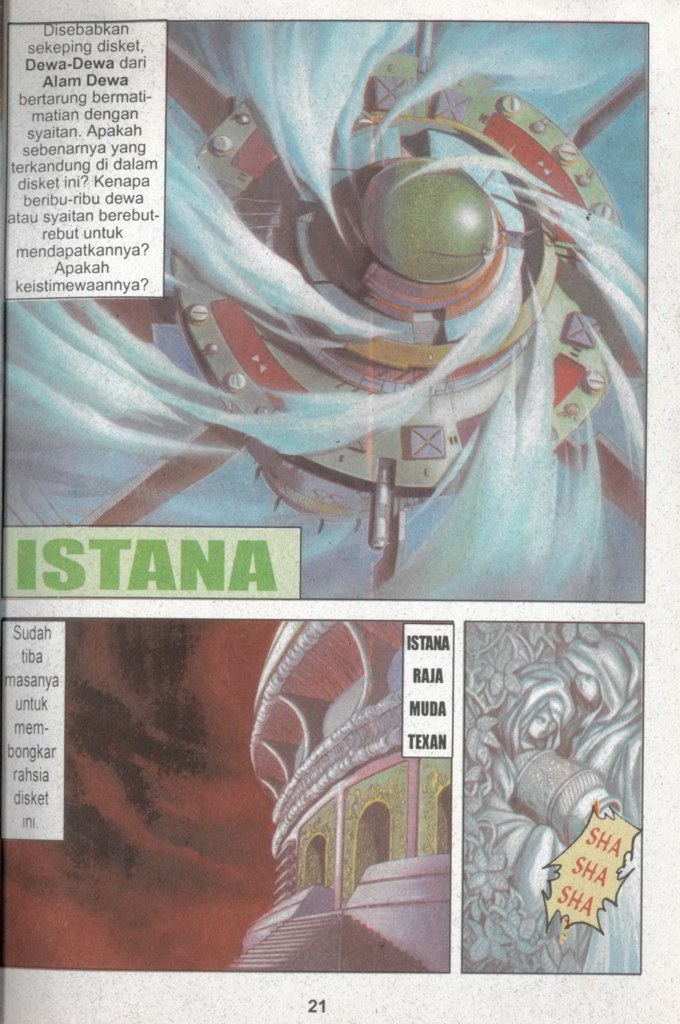 Disebabkan
sekeping disket,
Dewa-Dewa dari
Alam Dewa
bertarung bermati-
matian dengan
syaitan. Apakah
sebenarnya yang
terkandung di dalam
disket ini? Kenapa
beribu-ribu dewa
atau syaitan berebut-
rebut untuk
mendapatkannya?
Apakah
keistimewaannya?
ISTANA
Sudah
tiba
masanya
untuk
mem-
bongkar
rahsia
disket
ini.
ISTANA
RAJA
MUDA
TEXAN
SHA
SHA
SHA
21